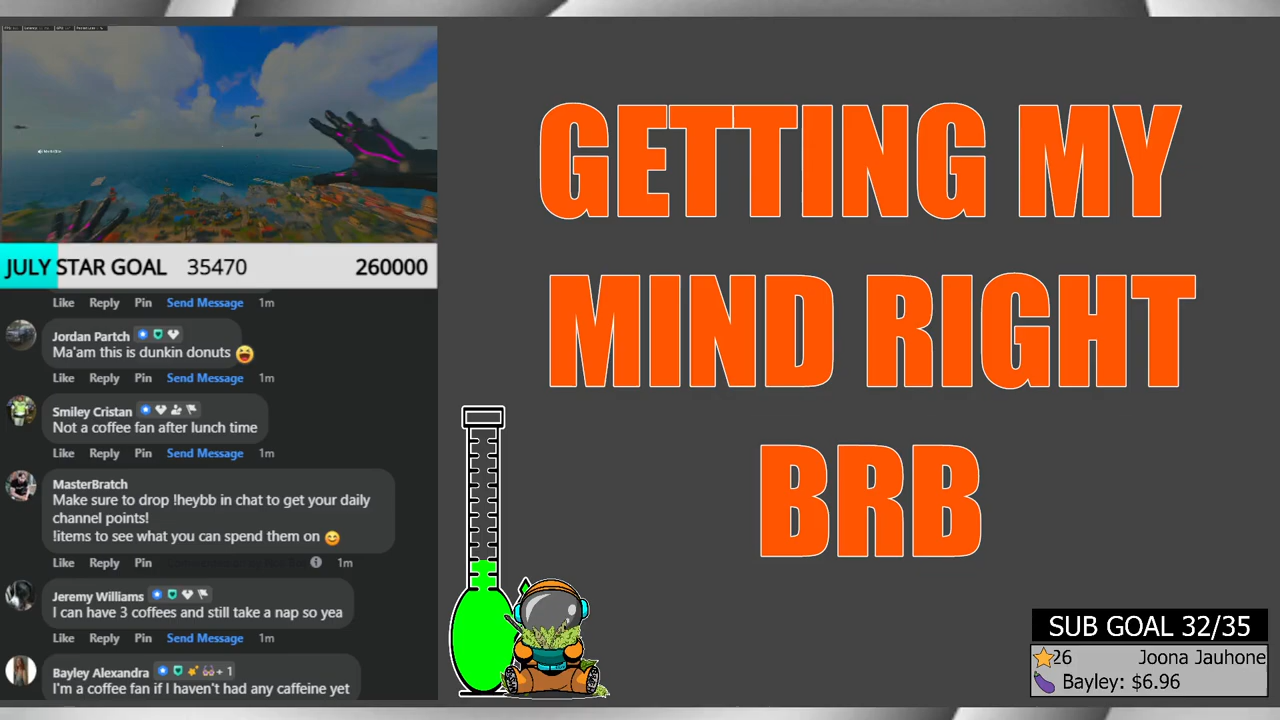 JULY STAR GOAL 35470 260000
Like Reply Pin Send Message 1m
Jordan Partch
Ma'am this is dunkin donuts 😆
Like Reply Pin Send Message 1m
Smiley Cristan
Not a coffee fan after lunch time
Like Reply Pin Send Message 1m
MasterBratch
Make sure to drop !heybb in chat to get your daily
channel points!
!items to see what you can spend them on 😊
Like Reply Pin 1m
Jeremy Williams
I can have 3 coffees and still take a nap so yea
Like Reply Pin Send Message 1m
Bayley Alexandra + 1
I'm a coffee fan if I haven't had any caffeine yet
GETTING MY
MIND RIGHT
BRB
SUB GOAL 32/35
⭐26 Joona Jauhone
🍆 Bayley: $6.96